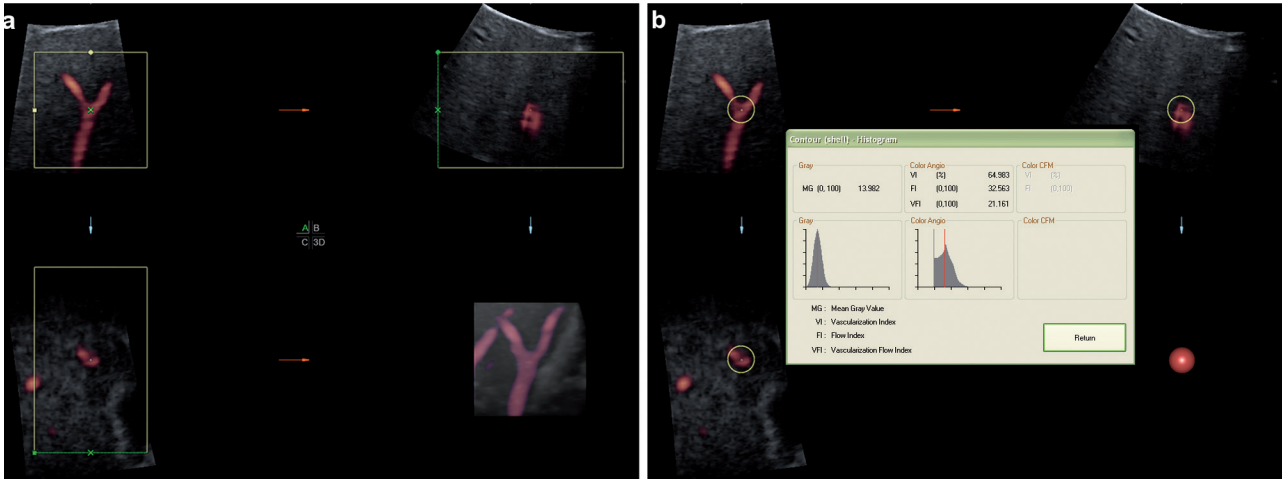 a
A B
C 3D
b
Contour (shell) - Histogram
Gray
MG (0, 100) 13.982
Color Angio
VI (%) 64.983
FI (0,100) 32.563
VFI (0,100) 21.161
Color CFM
VI (%)
FI (0,100)
Gray
Color Angio
Color CFM
MG : Mean Gray Value
VI : Vascularization Index
FI : Flow Index
VFI : Vascularization Flow Index
Return